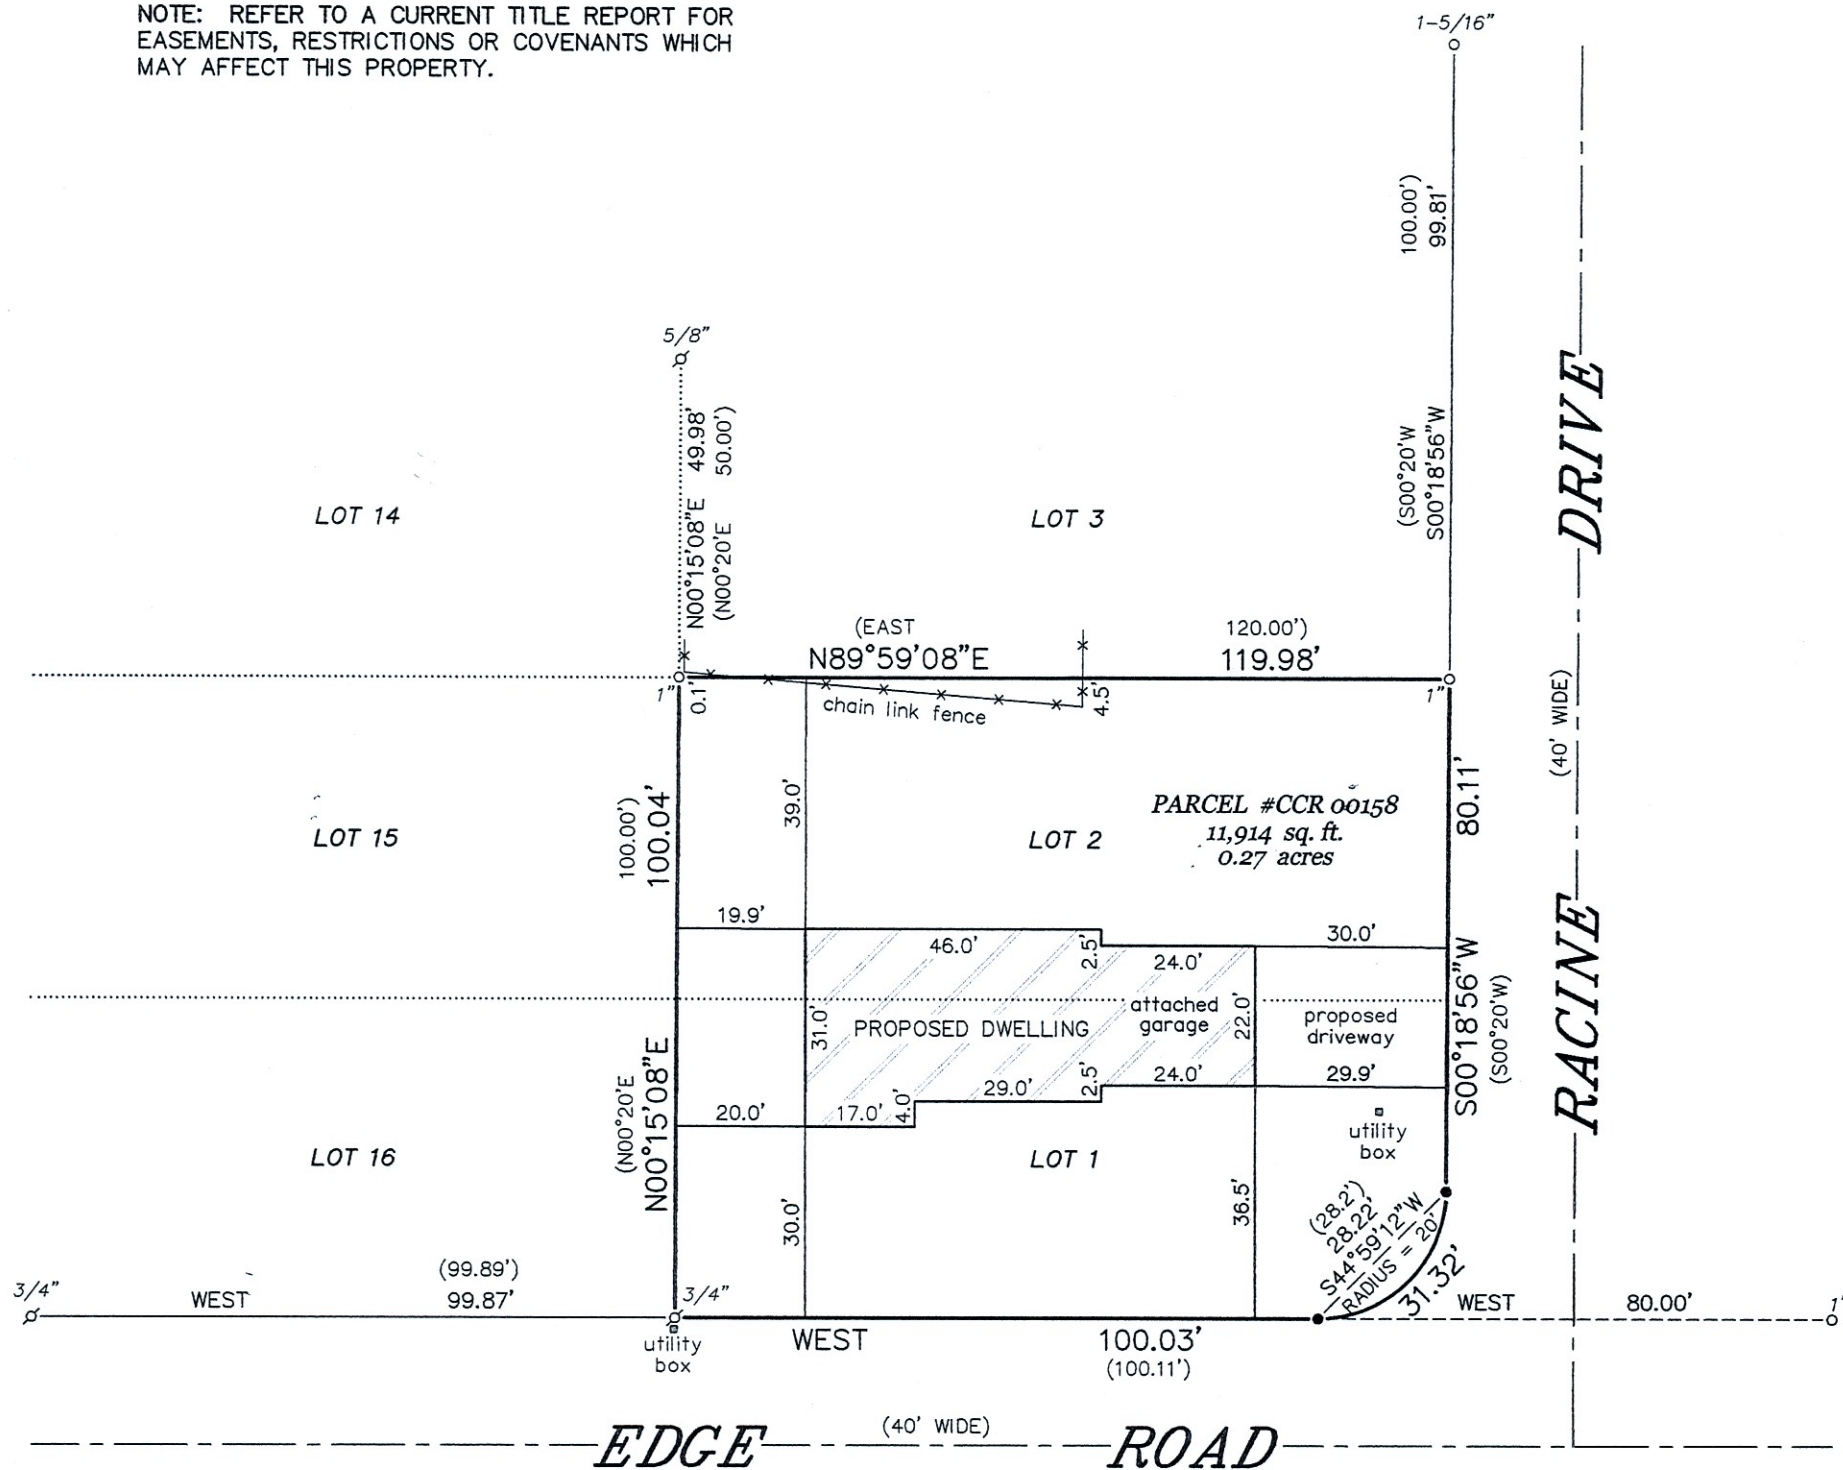 NOTE: REFER TO A CURRENT TITLE REPORT FOR
EASEMENTS, RESTRICTIONS OR COVENANTS WHICH
MAY AFFECT THIS PROPERTY.
1-5/16"
100.00')
99.81'
(S00°20'W
S00°18'56"W
DRIVE
5/8"
49.98'
50.00')
N00°15'08"E
(N00°20'E
LOT 14
LOT 3
(EAST
120.00')
N89°59'08"E
119.98'
1"
0.1'
chain link fence
4.5'
1"
(40' WIDE)
100.00')
100.04'
39.0'
80.11'
PARCEL #CCR 00158
11,914 sq. ft.
0.27 acres
LOT 15
LOT 2
19.9'
46.0'
2.5'
24.0'
30.0'
31.0'
PROPOSED DWELLING
attached
garage
22.0'
proposed
driveway
S00°18'56"W
(S00°20'W)
RACINE
(N00°20'E
N00°15'08"E
20.0'
17.0'
4.0'
29.0'
2.5'
24.0'
29.9'
utility
box
LOT 16
LOT 1
30.0'
36.5'
(28.2')
28.22'
S44°59'12"W
RADIUS = 20'
31.32'
3/4"
WEST
(99.89')
99.87'
3/4"
utility
box
WEST
100.03'
(100.11')
WEST
80.00'
1"
(40' WIDE)
EDGE ROAD